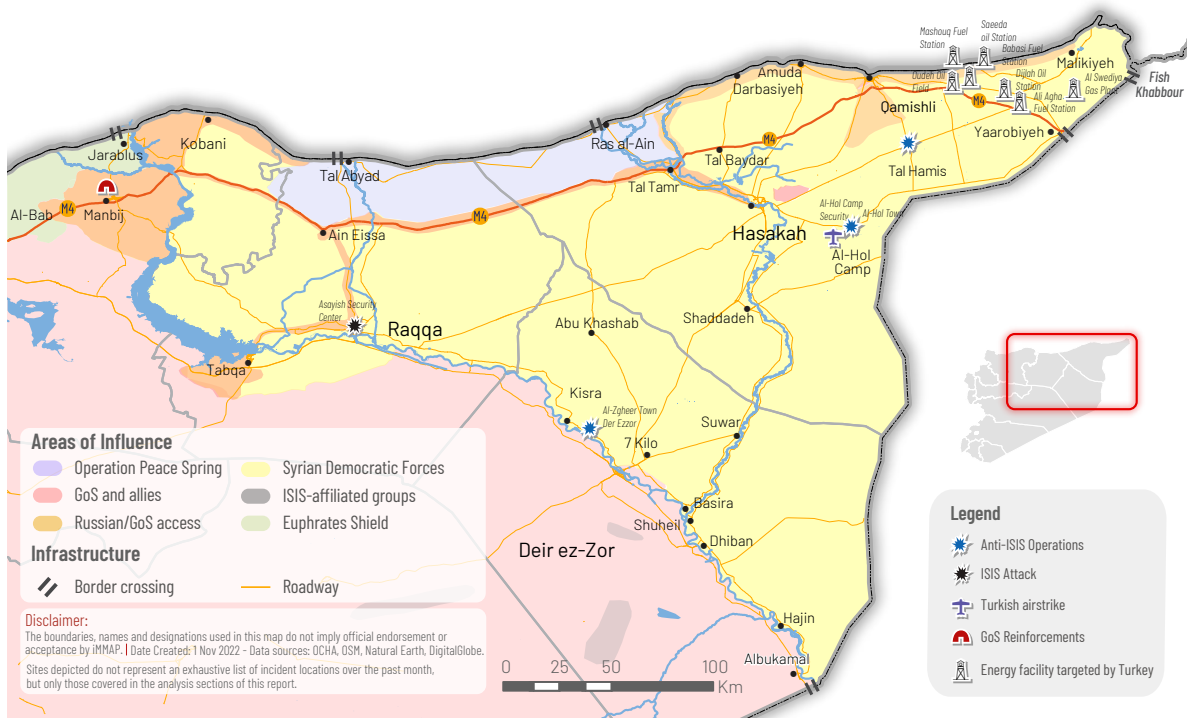 Mashouq Fuel
Station
Saeeda
oil Station
Babasi Fuel
Station
Malikiyeh
Fish
Khabbour
Amuda
Darbasiyeh
Oudeh Oil
Field
Dijlah Oil
Station
Al Swediya
Gas Plant
Ali Agha
Fuel Station
M4
Qamishli
Yaarobiyeh
Jarablus
Kobani
Ras al-Ain
M4
Tal Baydar
Tal Hamis
Tal Abyad
Tal Tamr
Al-Bab
M4
Manbij
M4
Ain Eissa
Hasakah
Al-Hol Camp
Security
Al-Hol Town
Al-Hol
Camp
Asayish Security
Center
Raqqa
Abu Khashab
Shaddadeh
Tabqa
Kisra
Al-Zgheer Town
Der Ezzor
7 Kilo
Suwar
Basira
Shuheil
Dhiban
Deir ez-Zor
Hajin
Albukamal
Areas of Influence
Operation Peace Spring
Syrian Democratic Forces
GoS and allies
ISIS-affiliated groups
Russian/GoS access
Euphrates Shield
Infrastructure
Border crossing
Roadway
Disclaimer:
The boundaries, names and designations used in this map do not imply official endorsement or
acceptance by iMMAP. | Date Created: 1 Nov 2022 - Data sources: OCHA, OSM, Natural Earth, DigitalGlobe.
Sites depicted do not represent an exhaustive list of incident locations over the past month,
but only those covered in the analysis sections of this report.
0 25 50 100
Km
Legend
Anti-ISIS Operations
ISIS Attack
Turkish airstrike
GoS Reinforcements
Energy facility targeted by Turkey